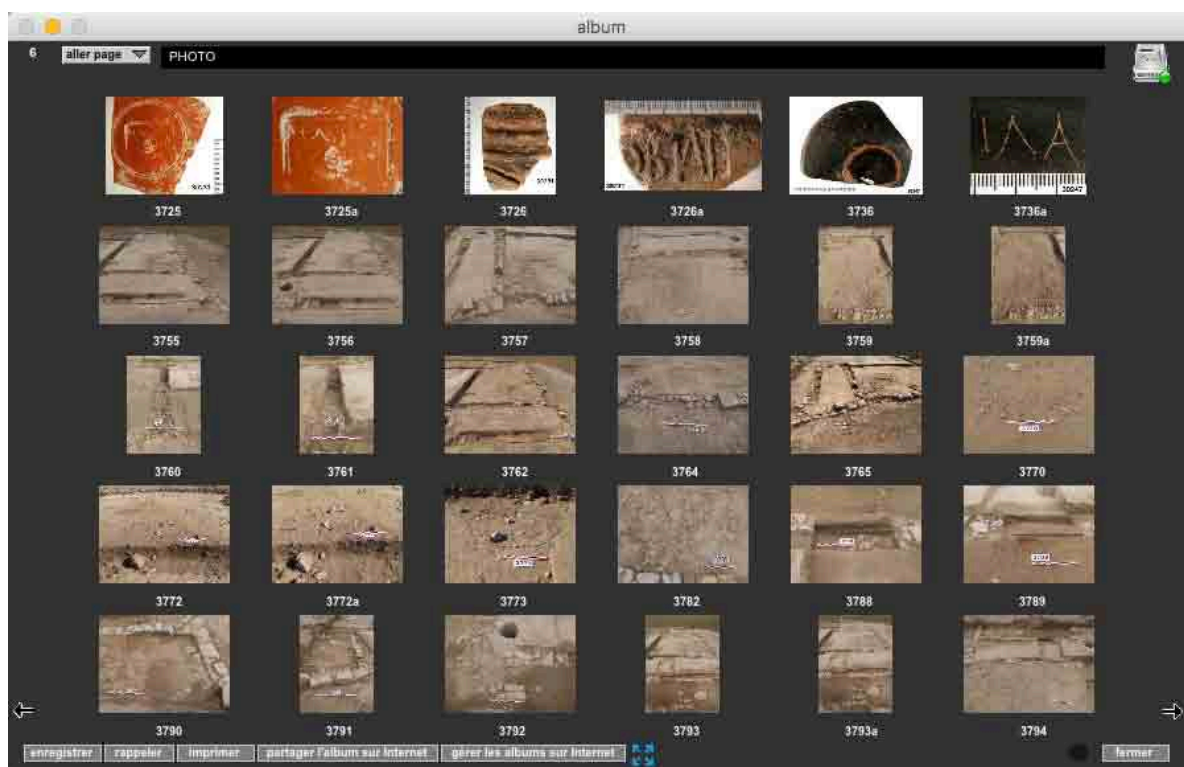 album
6 aller page PHOTO
3725 3725a 3726 3726a 3736 3736a
3755 3756 3757 3758 3759 3759a
3760 3761 3762 3764 3765 3770
3772 3772a 3773 3782 3788 3789
3790 3791 3792 3793 3793a 3794
enregistrer rappeler imprimer partager l'album sur Internet gérer les albums sur Internet fermer